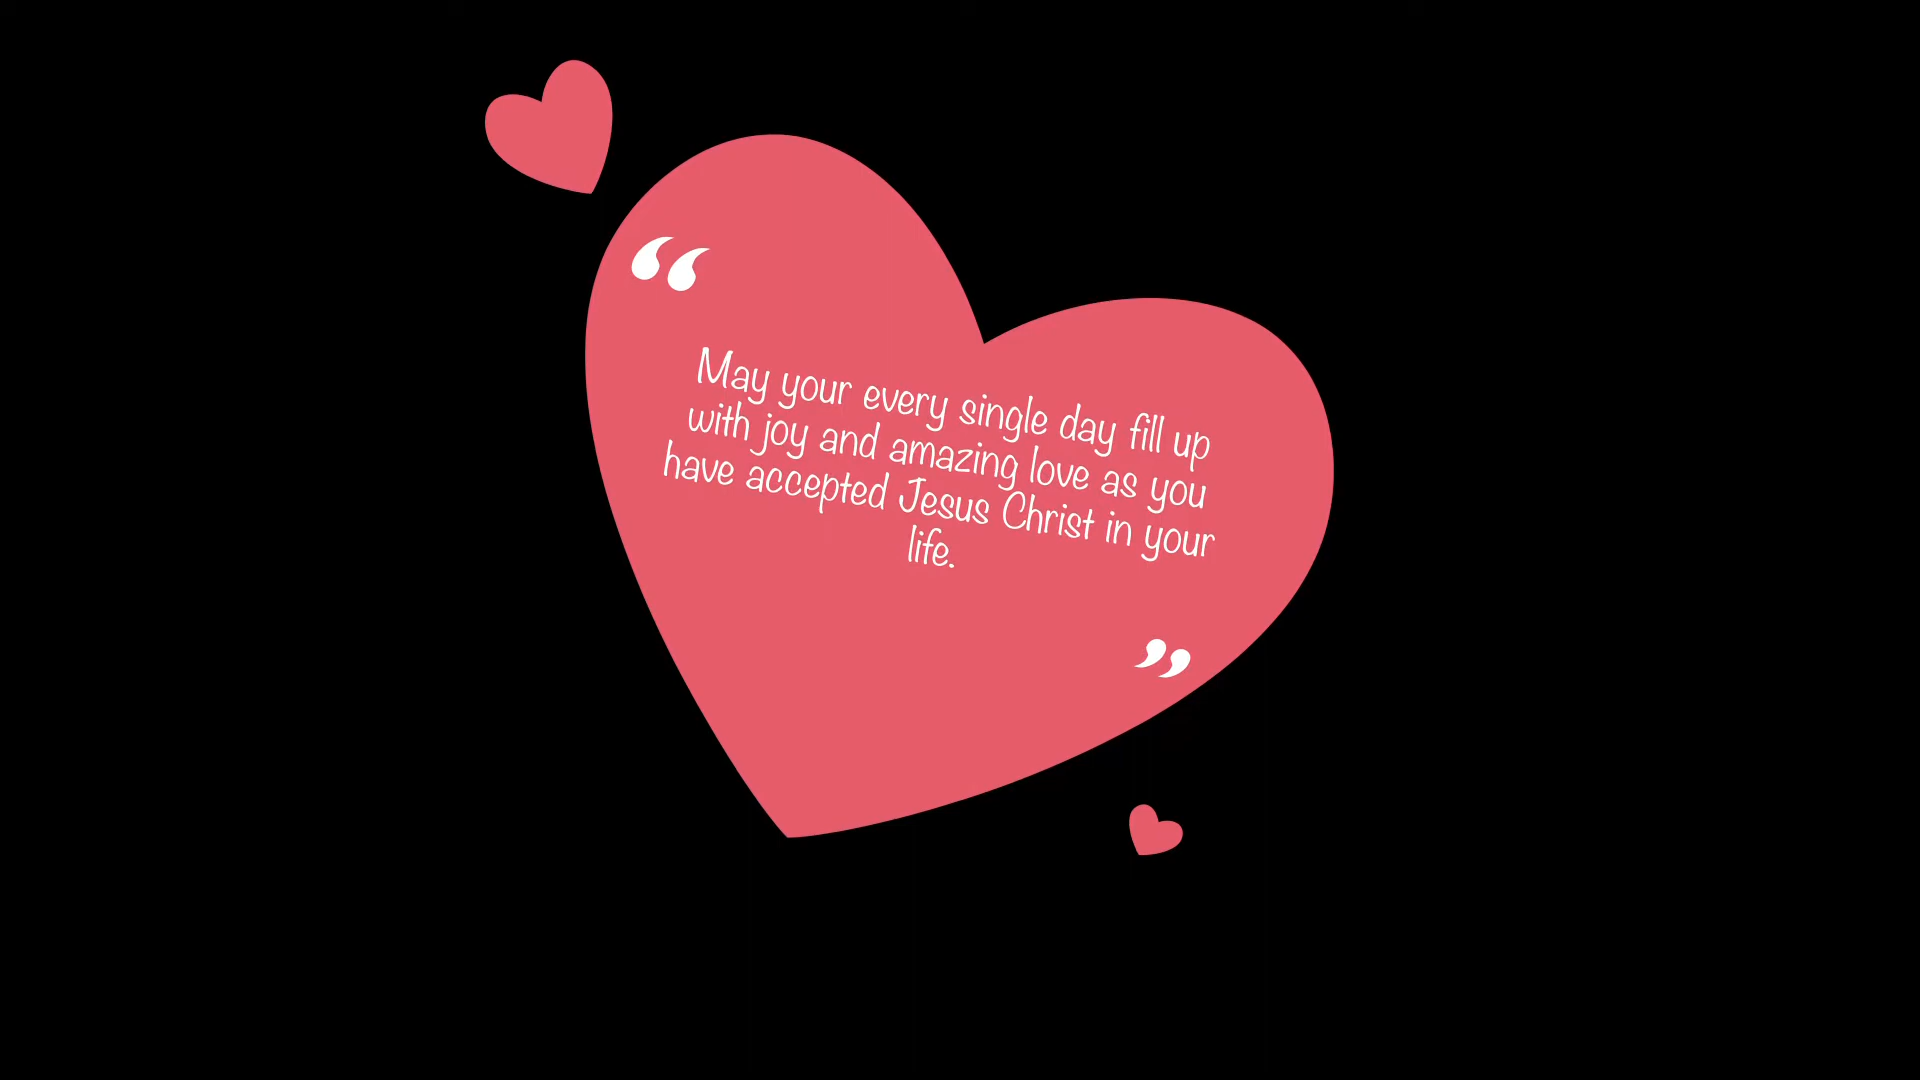 “
May your every single day fill up
with joy and amazing love as you
have accepted Jesus Christ in your
life.
”